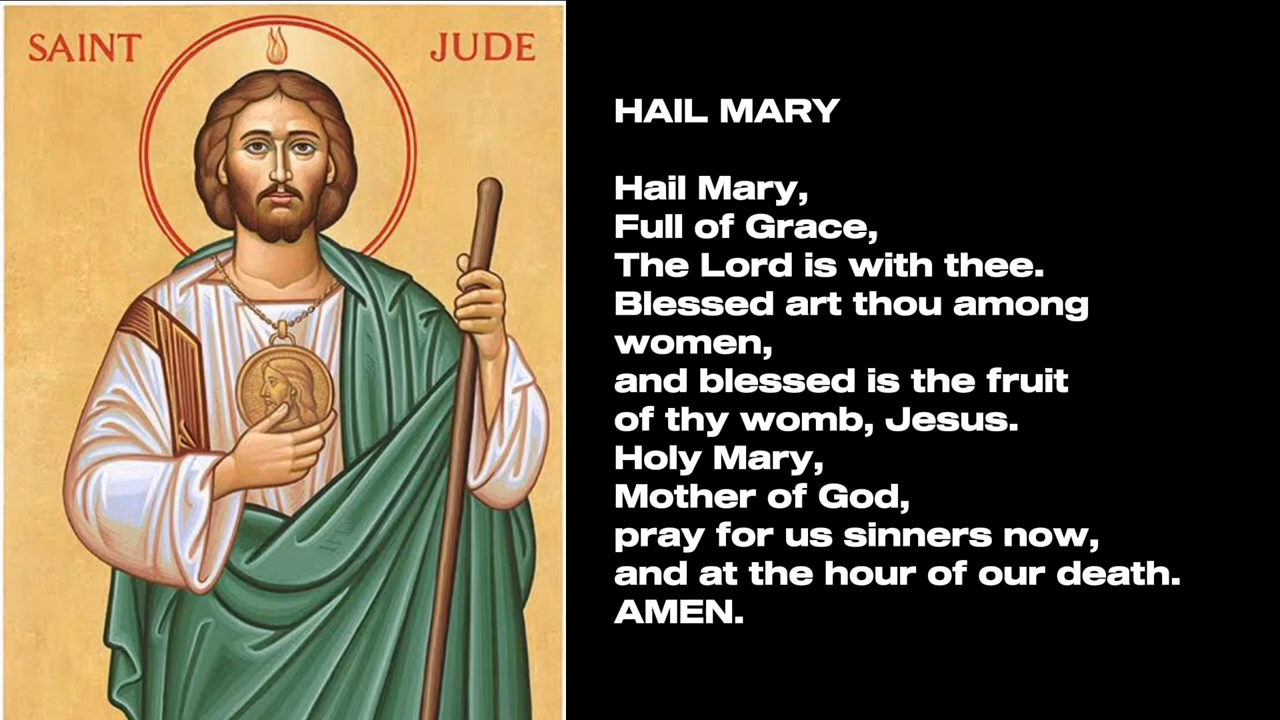 SAINT JUDE
HAIL MARY
Hail Mary,
Full of Grace,
The Lord is with thee.
Blessed art thou among
women,
and blessed is the fruit
of thy womb, Jesus.
Holy Mary,
Mother of God,
pray for us sinners now,
and at the hour of our death.
AMEN.